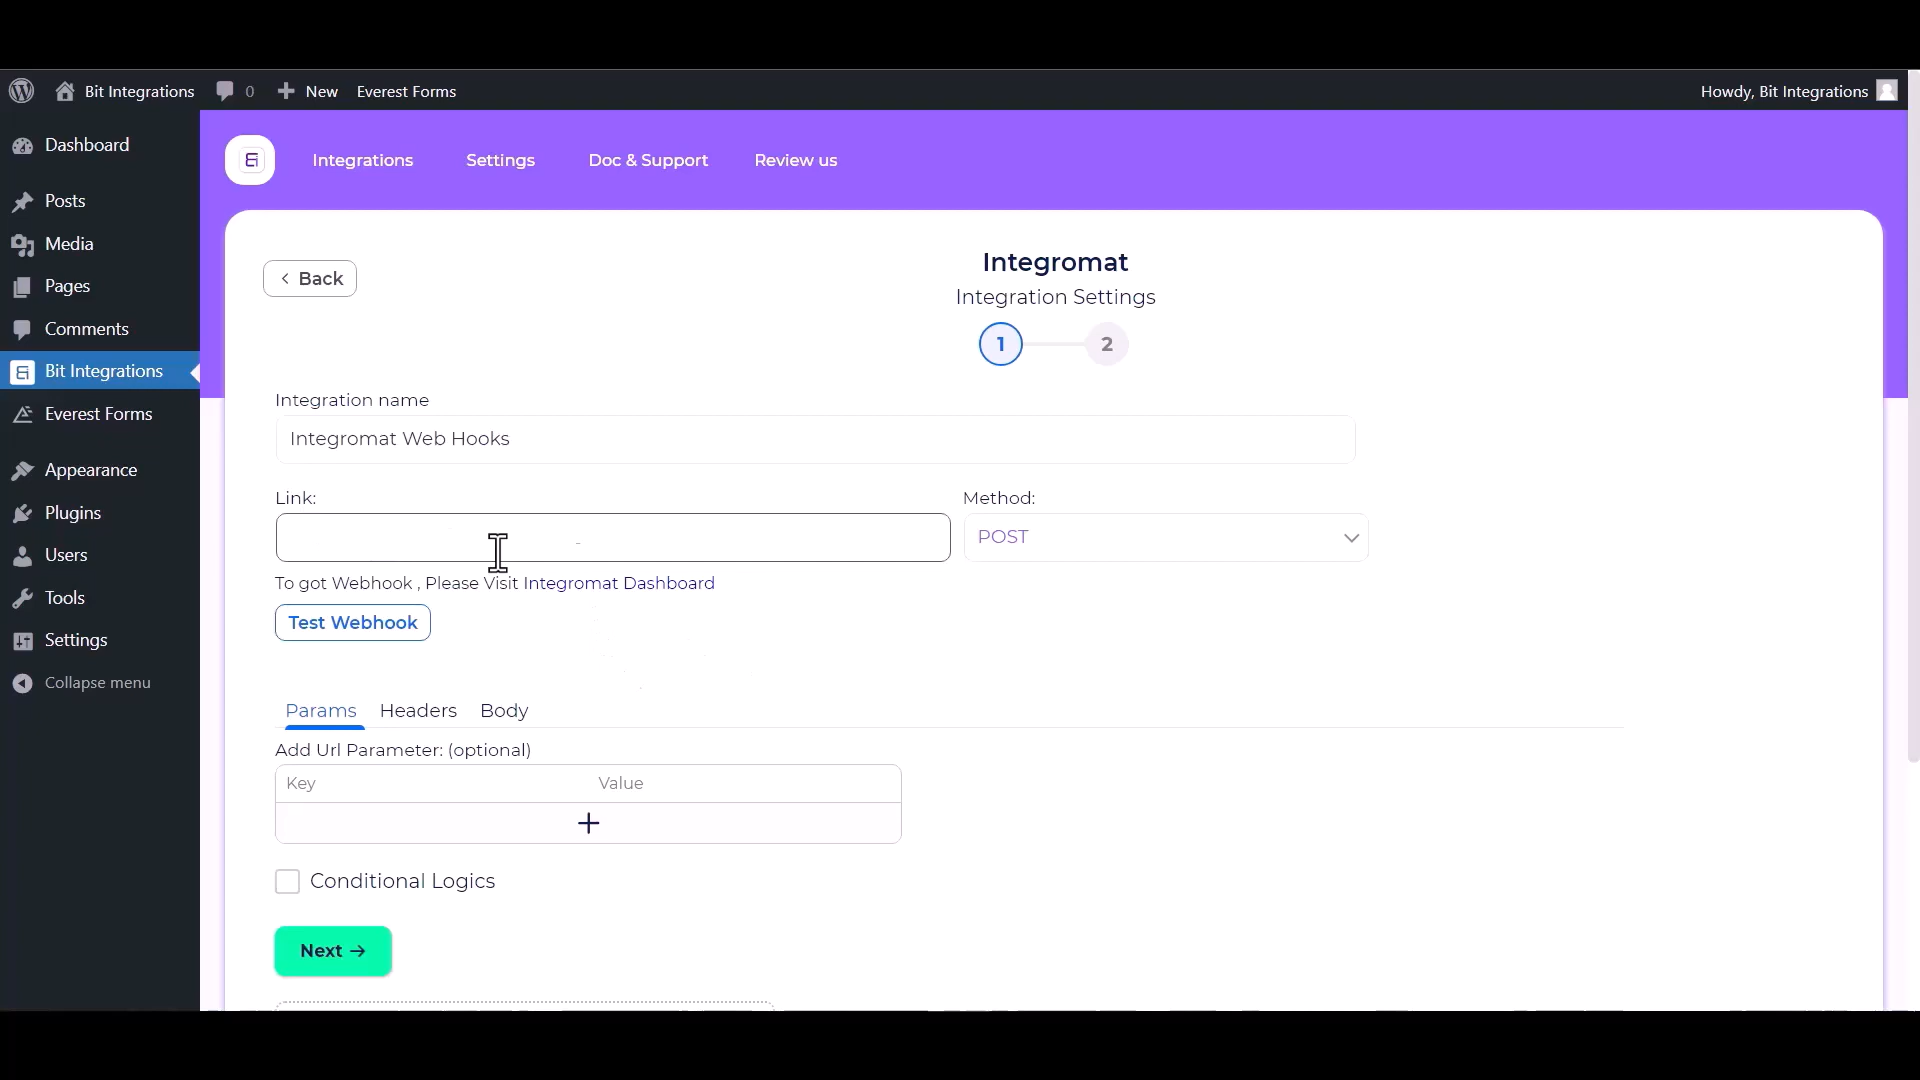 Bit Integrations 0 New Everest Forms Howdy, Bit Integrations
Dashboard
Posts
Media
Pages
Comments
Bit Integrations
Everest Forms
Appearance
Plugins
Users
Tools
Settings
Collapse menu
Integrations Settings Doc & Support Review us
Back
Integromat
Integration Settings
1 2
Integration name
Integromat Web Hooks
Link: Method:
POST
To got Webhook , Please Visit Integromat Dashboard
Test Webhook
Params Headers Body
Add Url Parameter: (optional)
Key Value
+
Conditional Logics
Next →